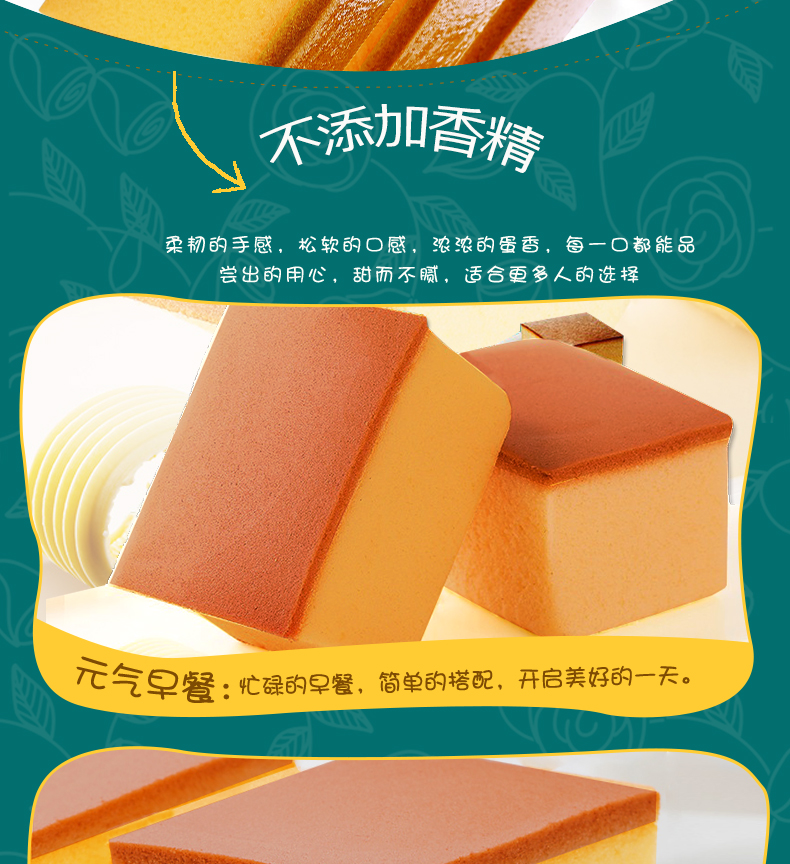 不添加香精
柔韧的手感，松软的口感，浓浓的蛋香，每一口都能品
尝出的用心，甜而不腻，适合更多人的选择
元气早餐：忙碌的早餐，简单的搭配，开启美好的一天。